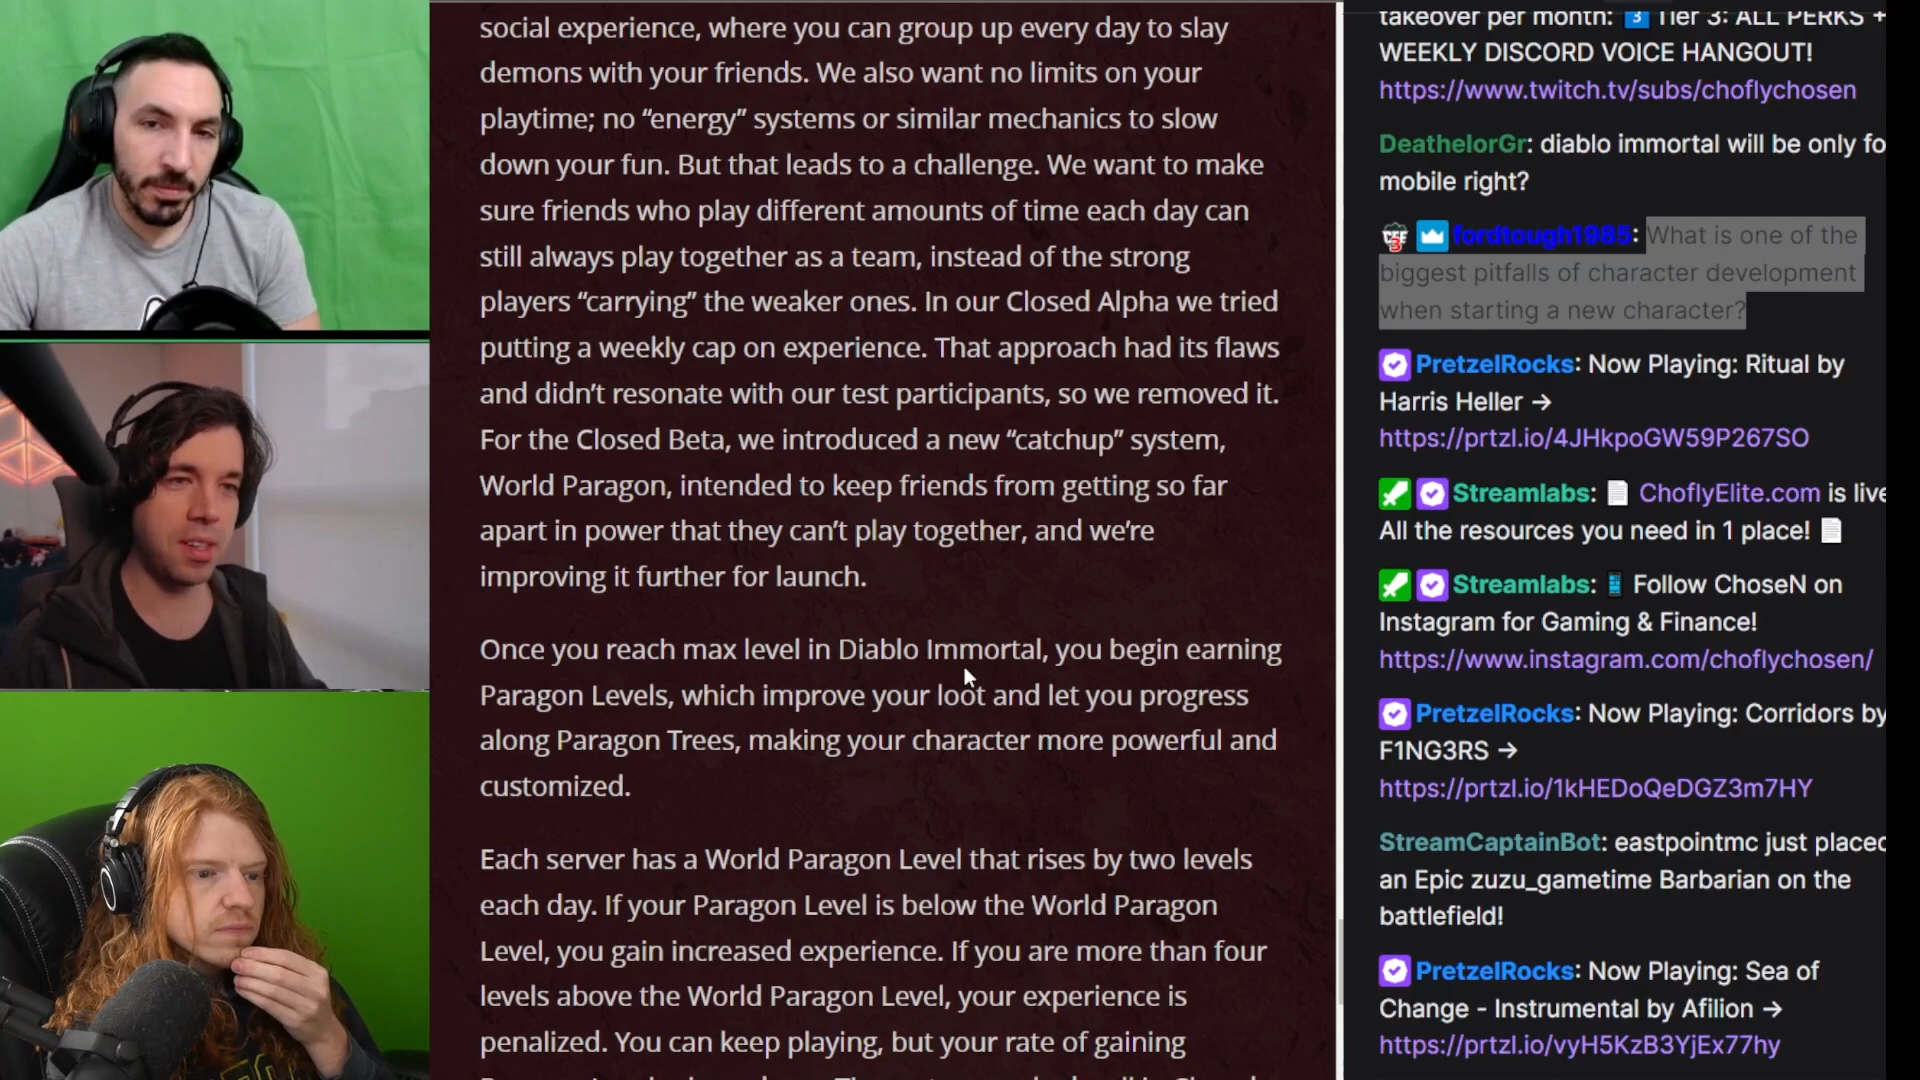 social experience, where you can group up every day to slay
demons with your friends. We also want no limits on your
playtime; no “energy” systems or similar mechanics to slow
down your fun. But that leads to a challenge. We want to make
sure friends who play different amounts of time each day can
still always play together as a team, instead of the strong
players “carrying” the weaker ones. In our Closed Alpha we tried
putting a weekly cap on experience. That approach had its flaws
and didn’t resonate with our test participants, so we removed it.
For the Closed Beta, we introduced a new “catchup” system,
World Paragon, intended to keep friends from getting so far
apart in power that they can’t play together, and we’re
improving it further for launch.
Once you reach max level in Diablo Immortal, you begin earning
Paragon Levels, which improve your loot and let you progress
along Paragon Trees, making your character more powerful and
customized.
Each server has a World Paragon Level that rises by two levels
each day. If your Paragon Level is below the World Paragon
Level, you gain increased experience. If you are more than four
levels above the World Paragon Level, your experience is
penalized. You can keep playing, but your rate of gaining
takeover per month: 3 Tier 3: ALL PERKS +
WEEKLY DISCORD VOICE HANGOUT!
https://www.twitch.tv/subs/choflychosen
DeathelorGr: diablo immortal will be only fo
mobile right?
fordtough1985: What is one of the
biggest pitfalls of character development
when starting a new character?
PretzelRocks: Now Playing: Ritual by
Harris Heller →
https://prtzl.io/4JHkpoGW59P267SO
Streamlabs: ChoflyElite.com is live
All the resources you need in 1 place!
Streamlabs: Follow ChoseN on
Instagram for Gaming & Finance!
https://www.instagram.com/choflychosen/
PretzelRocks: Now Playing: Corridors by
F1NG3RS →
https://prtzl.io/1kHEDoQeDGZ3m7HY
StreamCaptainBot: eastpointmc just placed
an Epic zuzu_gametime Barbarian on the
battlefield!
PretzelRocks: Now Playing: Sea of
Change - Instrumental by Afilion →
https://prtzl.io/vyH5KzB3YjEx77hy